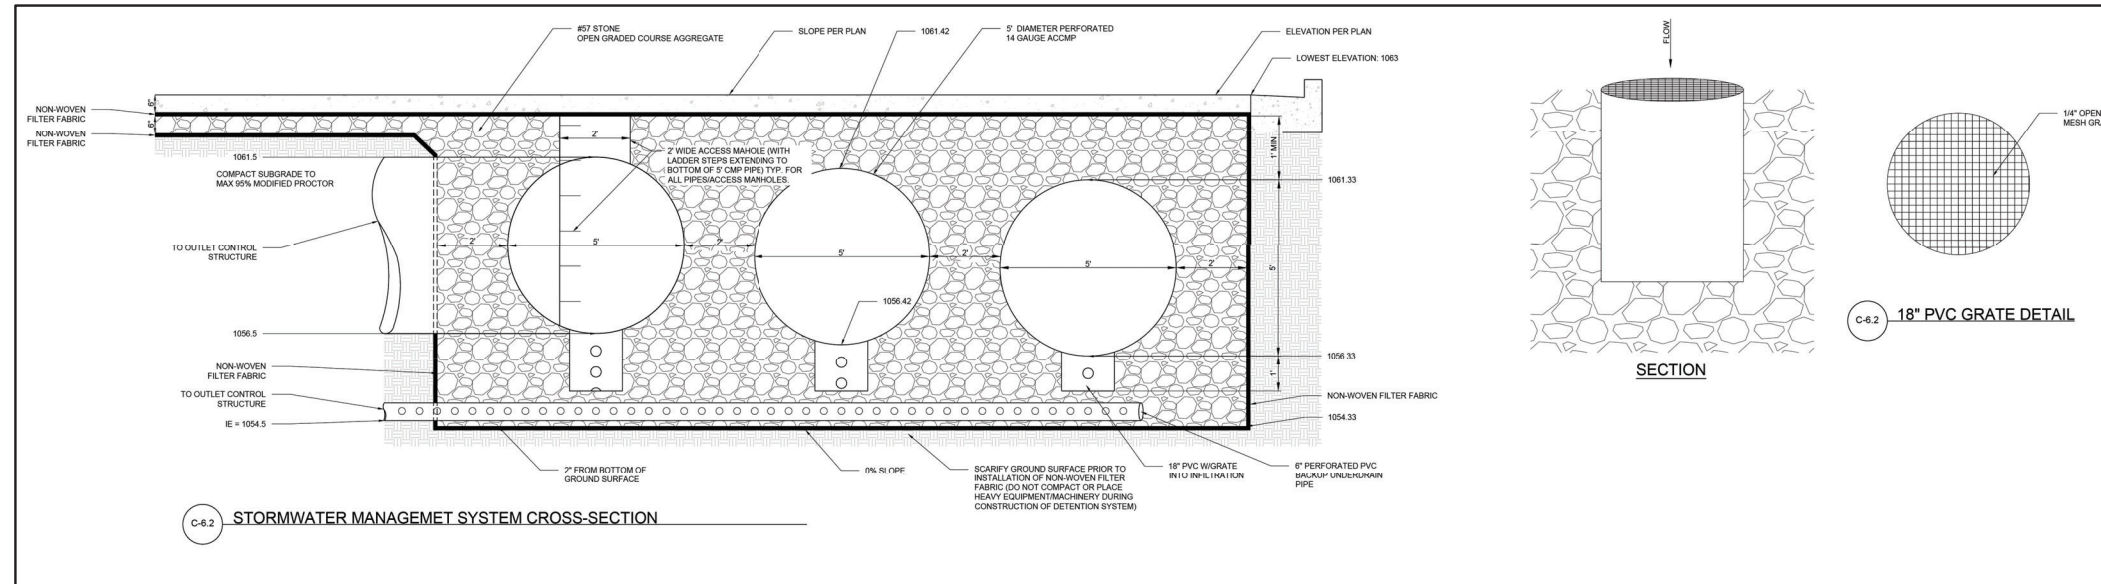 #57 STONE
OPEN GRADED COURSE AGGREGATE
SLOPE PER PLAN
1061.42
5' DIAMETER PERFORATED
14 GAUGE ACCMP
ELEVATION PER PLAN
LOWEST ELEVATION: 1063
NON-WOVEN
FILTER FABRIC
6"
6"
NON-WOVEN
FILTER FABRIC
2'
1' MIN
1061.5
2' WIDE ACCESS MAHOLE (WITH
LADDER STEPS EXTENDING TO
BOTTOM OF 5' CMP PIPE) TYP. FOR
ALL PIPES/ACCESS MANHOLES.
COMPACT SUBGRADE TO
MAX 95% MODIFIED PROCTOR
1061.33
TO OUTLET CONTROL
STRUCTURE
2'
5'
2'
5'
2'
5'
2'
5'
1056.42
1056.5
1056.33
1'
NON-WOVEN
FILTER FABRIC
TO OUTLET CONTROL
STRUCTURE
NON-WOVEN FILTER FABRIC
IE = 1054.5
1054.33
2" FROM BOTTOM OF
GROUND SURFACE
0% SLOPE
SCARIFY GROUND SURFACE PRIOR TO
INSTALLATION OF NON-WOVEN FILTER
FABRIC (DO NOT COMPACT OR PLACE
HEAVY EQUIPMENT/MACHINERY DURING
CONSTRUCTION OF DETENTION SYSTEM)
18" PVC W/GRATE
INTO INFILTRATION
6" PERFORATED PVC
BACKUP UNDERDRAIN
PIPE
C-6.2 STORMWATER MANAGEMET SYSTEM CROSS-SECTION
FLOW
SECTION
1/4" OPEN
MESH GR
C-6.2 18" PVC GRATE DETAIL